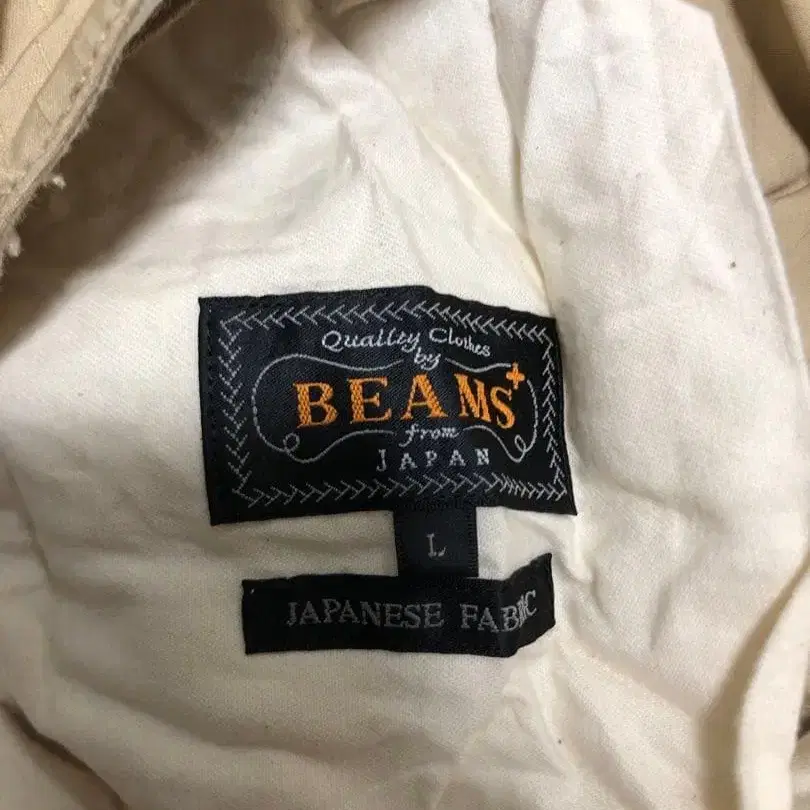 Quality Clothes
by
BEAMS+
from
JAPAN
L
JAPANESE FABRIC